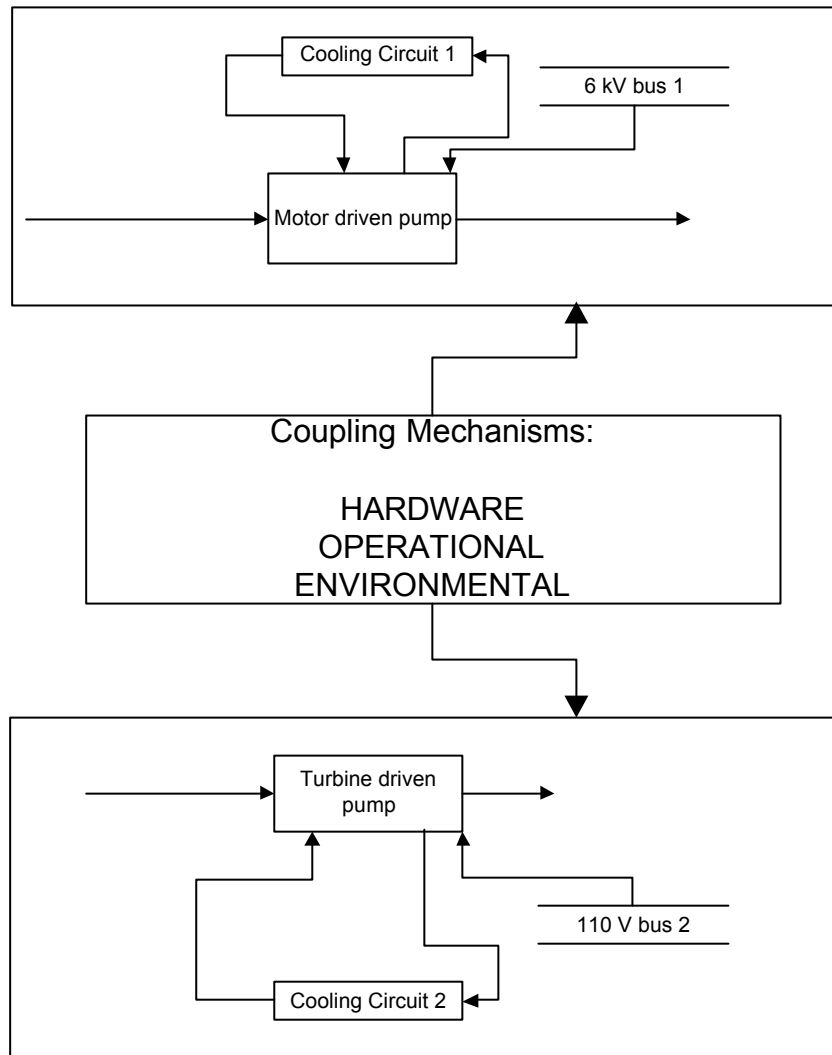 Cooling Circuit 1
6 kV bus 1
Motor driven pump
Coupling Mechanisms:
HARDWARE
OPERATIONAL
ENVIRONMENTAL
Turbine driven
pump
110 V bus 2
Cooling Circuit 2